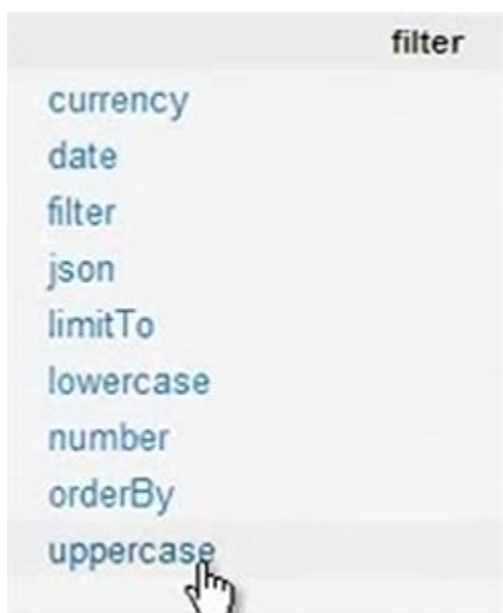 filter
currency
date
filter
json
limitTo
lowercase
number
orderBy
uppercase